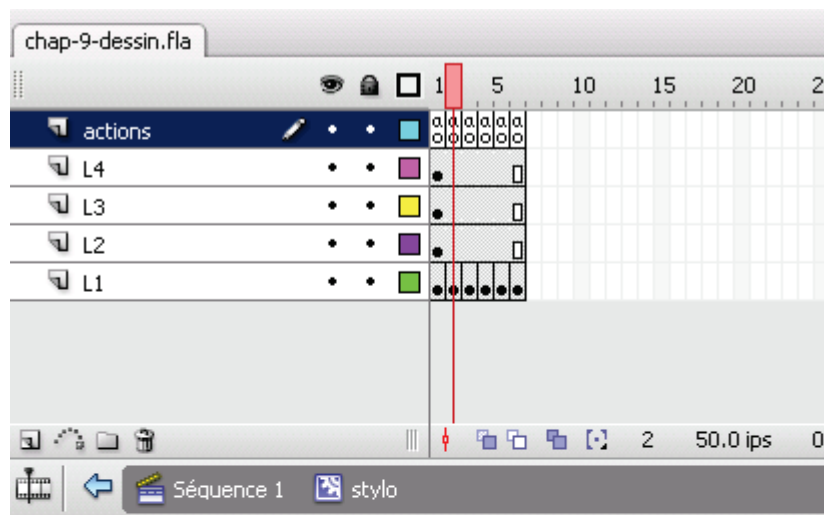 chap-9-dessin.fla
1 5 10 15 20 2
actions
a a a a a a
L4
L3
L2
L1
2 50.0 ips 0
Séquence 1 stylo